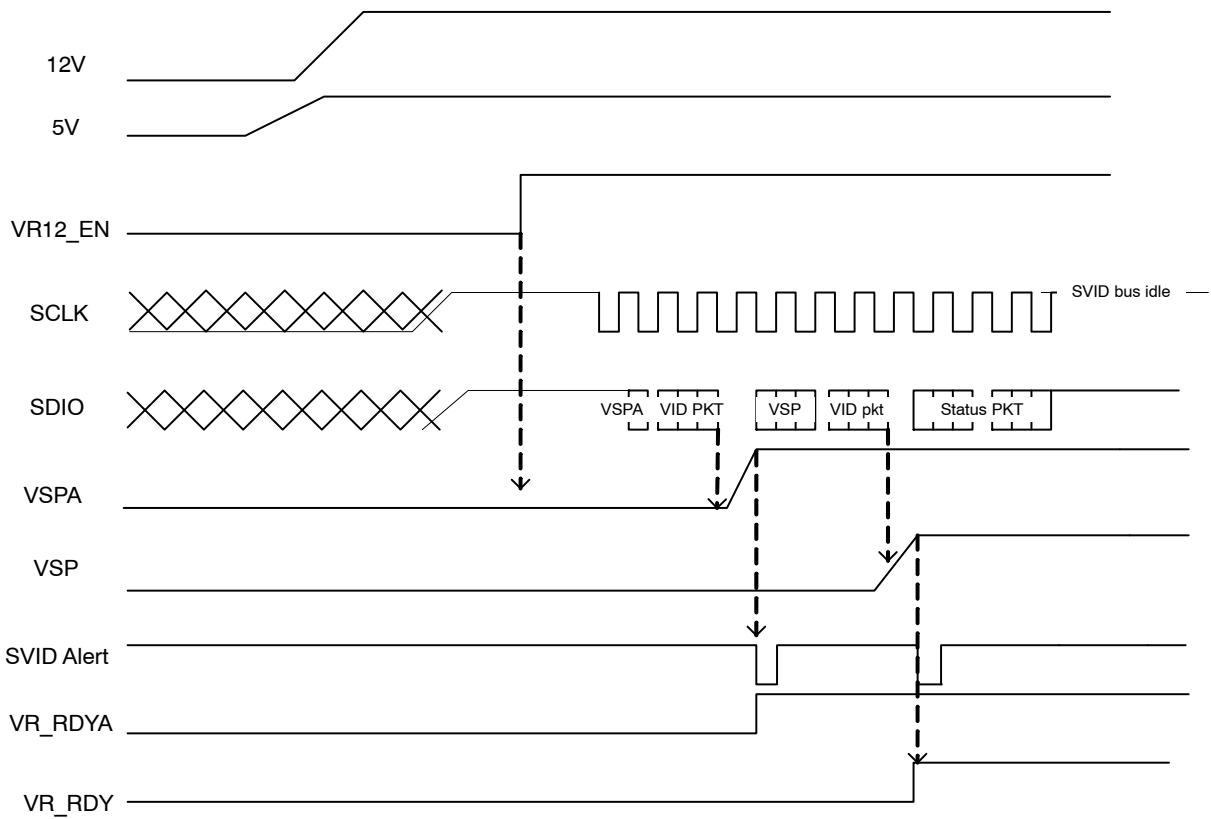 12V
5V
VR12_EN
SCLK
SVID bus idle
SDIO
VSPA VID PKT VSP VID pkt Status PKT
VSPA
VSP
SVID Alert
VR_RDYA
VR_RDY